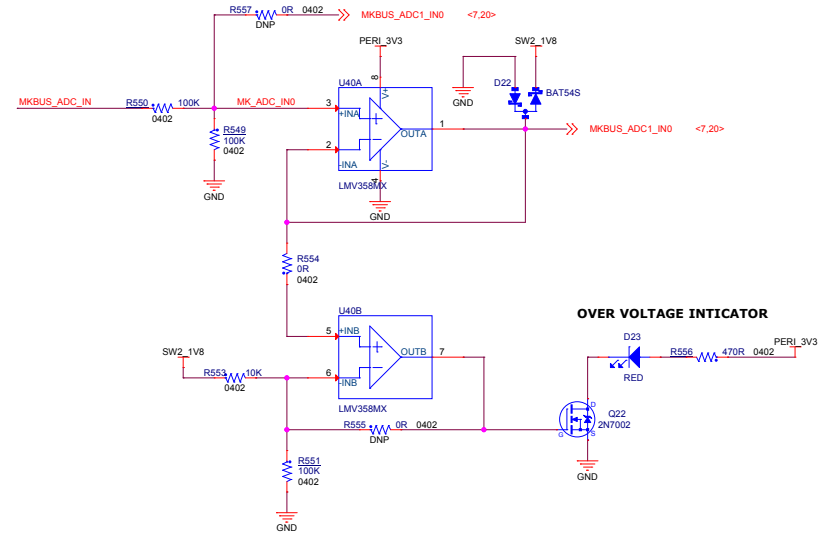 R557 0R 0402
DNP
MKBUS_ADC1_IN0 <7,20>
PERI_3V3
SW2_1V8
U40A
8
V+
GND
D22
BAT54S
MKBUS_ADC_IN
R550 100K
0402
MK_ADC_IN0
3
+INA
1
OUTA
MKBUS_ADC1_IN0 <7,20>
R549
100K
0402
2
-INA
V-
4
LMV358MX
GND
GND
R554
0R
0402
U40B
OVER VOLTAGE INTICATOR
5
+INB
D23
PERI_3V3
SW2_1V8
OUTB
7
R556 470R 0402
R553 10K
0402
6
-INB
RED
LMV358MX
D
Q22
2N7002
G
S
R555 0R 0402
DNP
R551
100K
0402
GND
GND